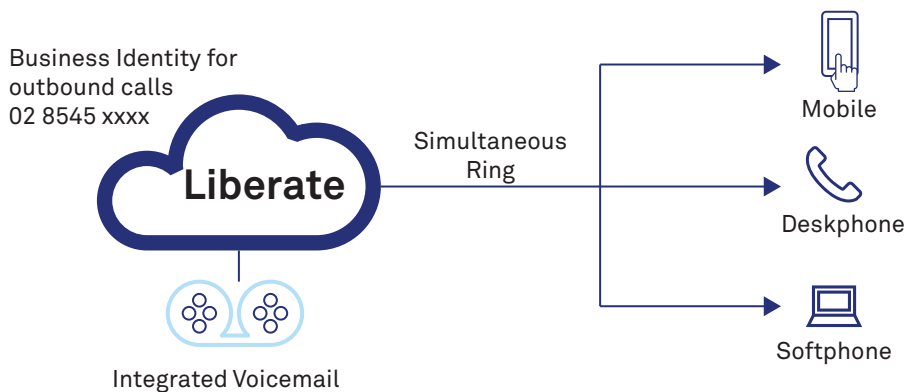 Business Identity for
outbound calls
02 8545 xxxx
Liberate
Simultaneous
Ring
Mobile
Deskphone
Softphone
Integrated Voicemail